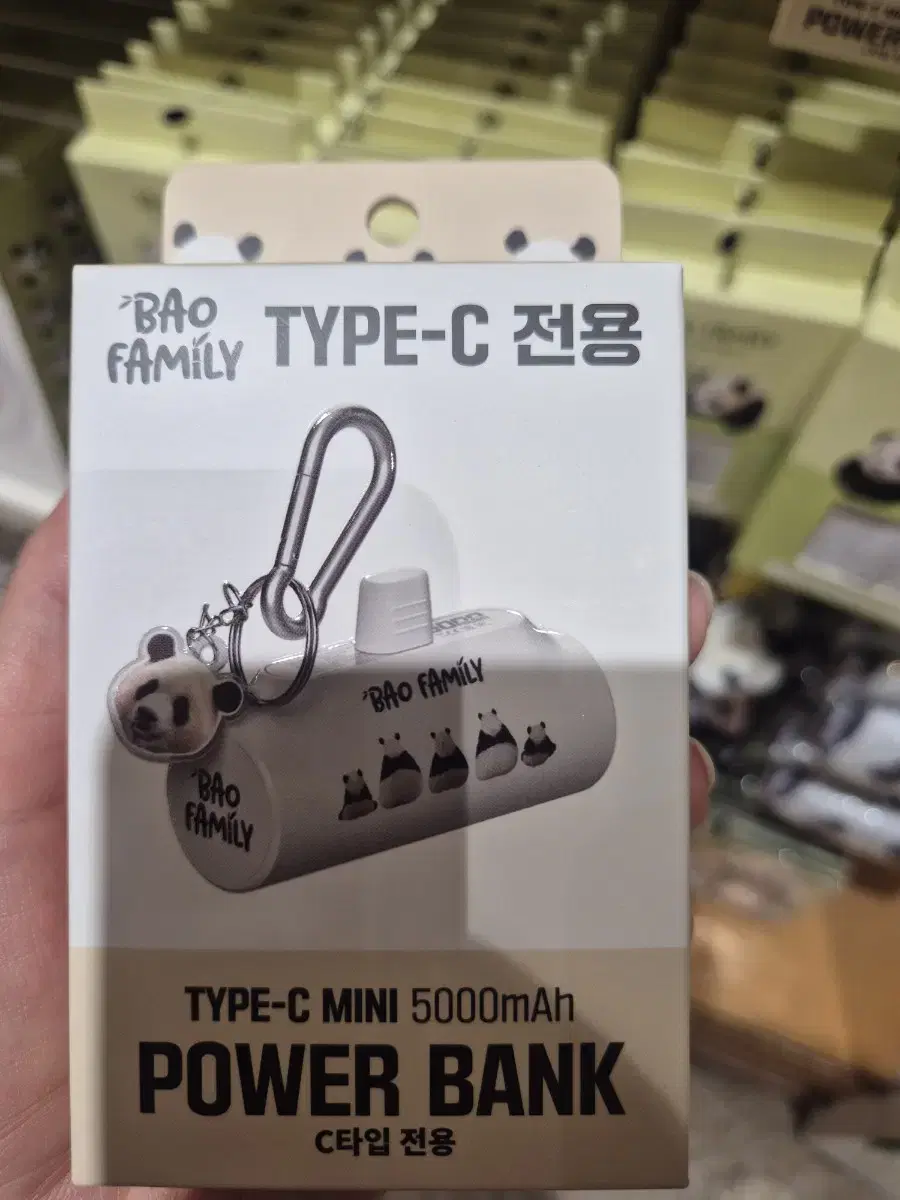 POWER
BAO
FAMILY
TYPE-C 전용
BAO FAMILY
BAO
FAMILY
TYPE-C MINI 5000mAh
POWER BANK
C타입 전용